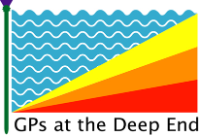 GPs at the Deep End